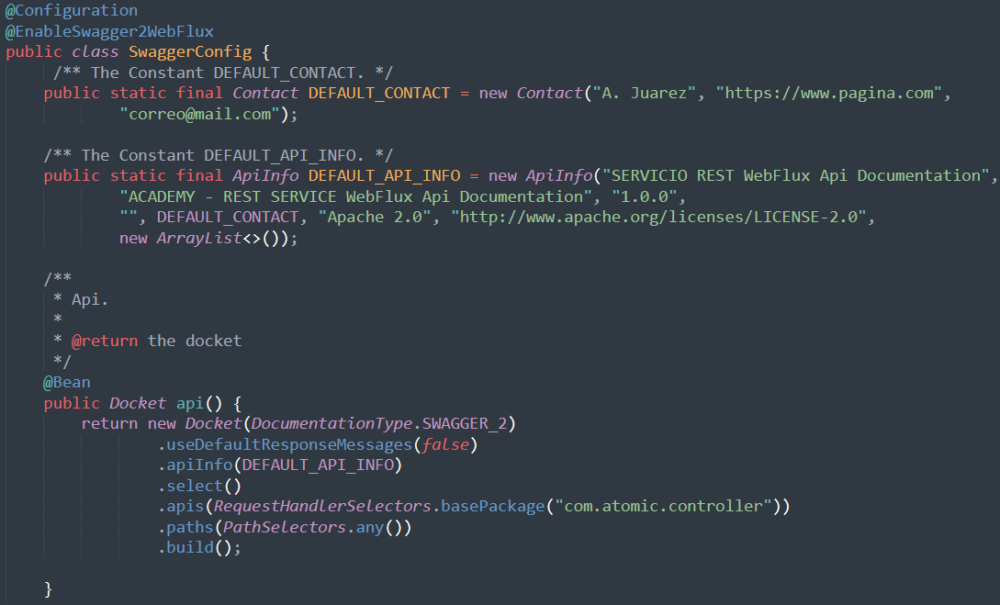 @Configuration
@EnableSwagger2WebFlux
public class SwaggerConfig {
     /** The Constant DEFAULT_CONTACT. */
    public static final Contact DEFAULT_CONTACT = new Contact("A. Juarez", "https://www.pagina.com",
            "correo@mail.com");

    /** The Constant DEFAULT_API_INFO. */
    public static final ApiInfo DEFAULT_API_INFO = new ApiInfo("SERVICIO REST WebFlux Api Documentation",
            "ACADEMY - REST SERVICE WebFlux Api Documentation", "1.0.0",
            "", DEFAULT_CONTACT, "Apache 2.0", "http://www.apache.org/licenses/LICENSE-2.0",
            new ArrayList<>());

    /**
     * Api.
     *
     * @return the docket
     */
    @Bean
    public Docket api() {
        return new Docket(DocumentationType.SWAGGER_2)
                .useDefaultResponseMessages(false)
                .apiInfo(DEFAULT_API_INFO)
                .select()
                .apis(RequestHandlerSelectors.basePackage("com.atomic.controller"))
                .paths(PathSelectors.any())
                .build();

    }